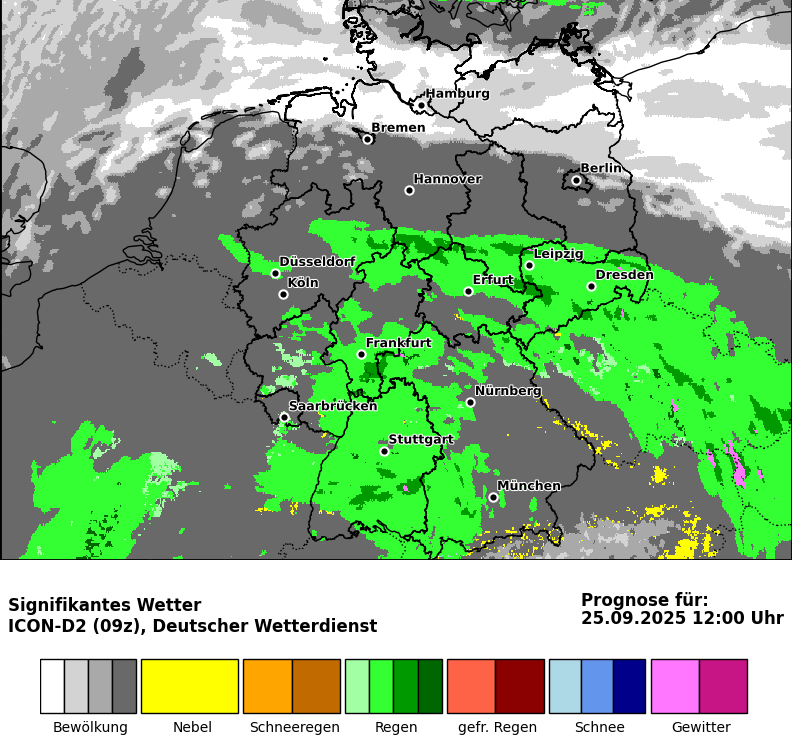 Hamburg
Bremen
Berlin
Hannover
Leipzig
Düsseldorf
Dresden
Köln
Erfurt
Frankfurt
Nürnberg
Saarbrücken
Stuttgart
München
Signifikantes Wetter
ICON-D2 (09z), Deutscher Wetterdienst
Prognose für:
25.09.2025 12:00 Uhr
Bewölkung
Nebel
Schneeregen
Regen
gefr. Regen
Schnee
Gewitter